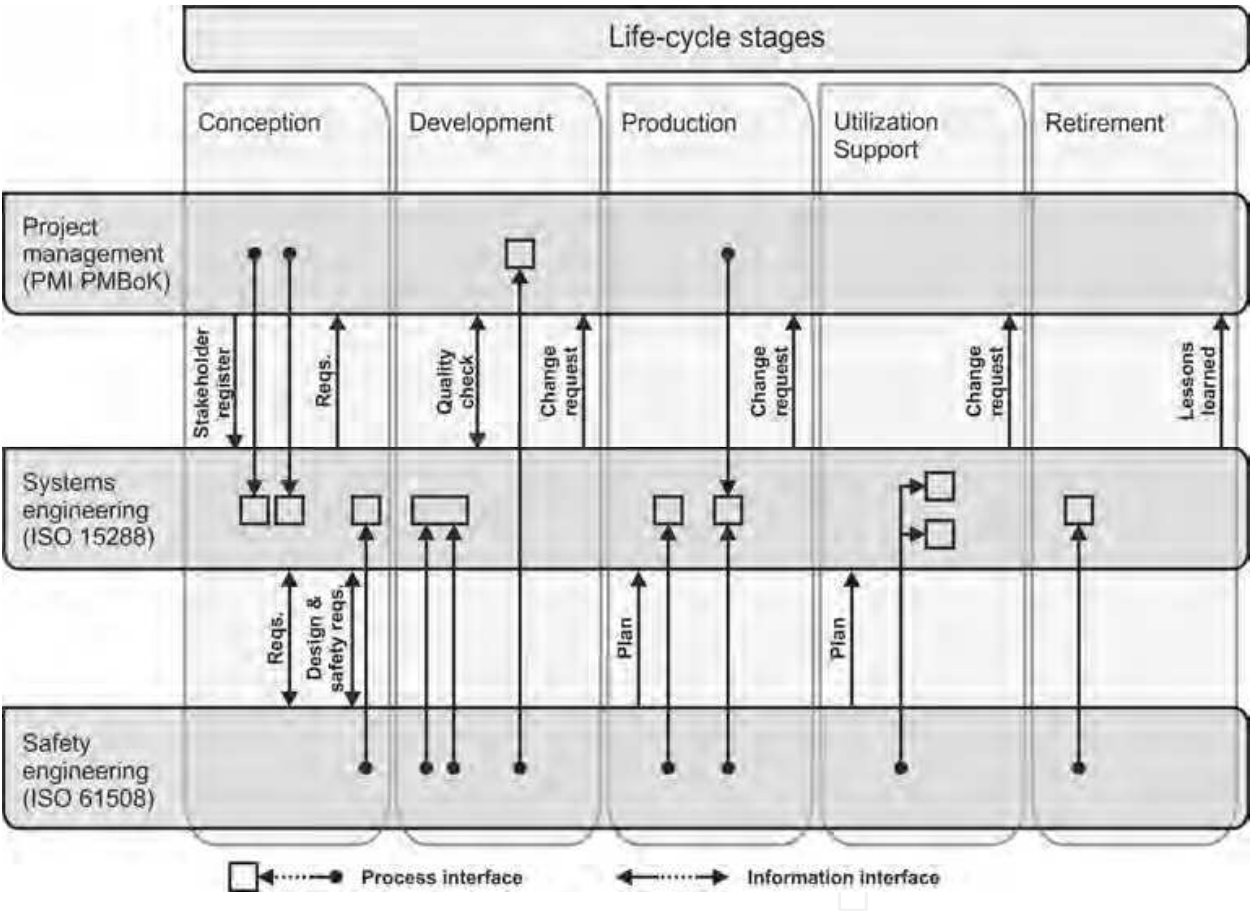 Life-cycle stages
Conception
Development
Production
Utilization
Support
Retirement
Project
management
(PMI PMBoK)
Stakeholder
register
Reqs.
Quality
check
Change
request
Change
request
Change
request
Lessons
learned
Systems
engineering
(ISO 15288)
Reqs.
Design &
safety reqs.
Plan
Plan
Safety
engineering
(ISO 61508)
Process interface
Information interface